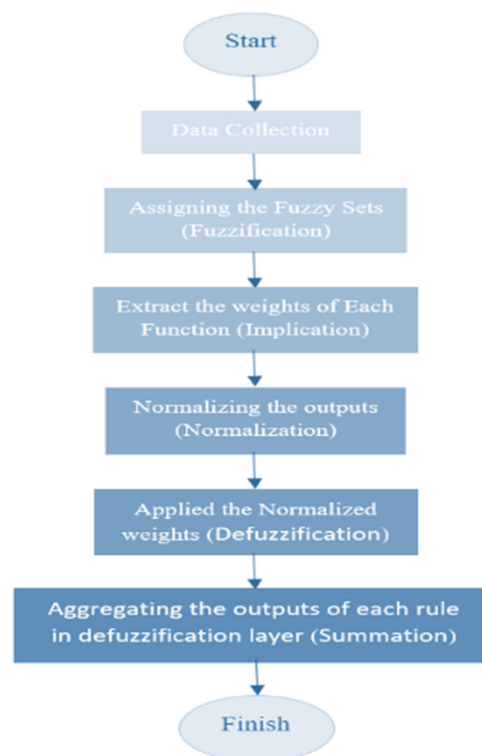 Start
Data Collection
Assigning the Fuzzy Sets
(Fuzzification)
Extract the weights of Each
Function (Implication)
Normalizing the outputs
(Normalization)
Applied the Normalized
weights (Defuzzification)
Aggregating the outputs of each rule
in defuzzification layer (Summation)
Finish